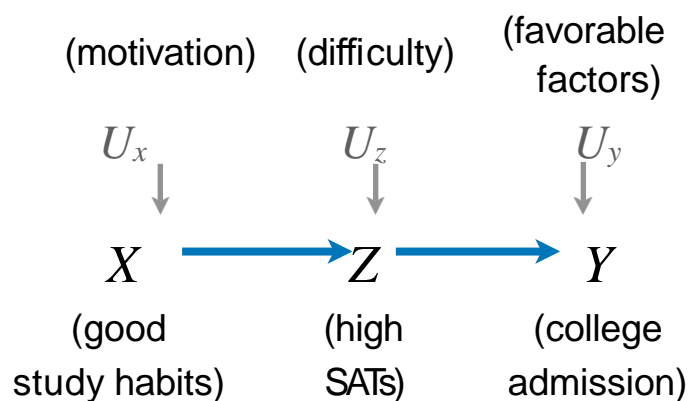 (motivation) (difficulty) (favorable
factors)
Ux Uz Uy
X Z Y
(good (high (college
study habits) SATs) admission)